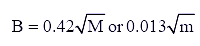 B = 0.42√M or 0.013√m